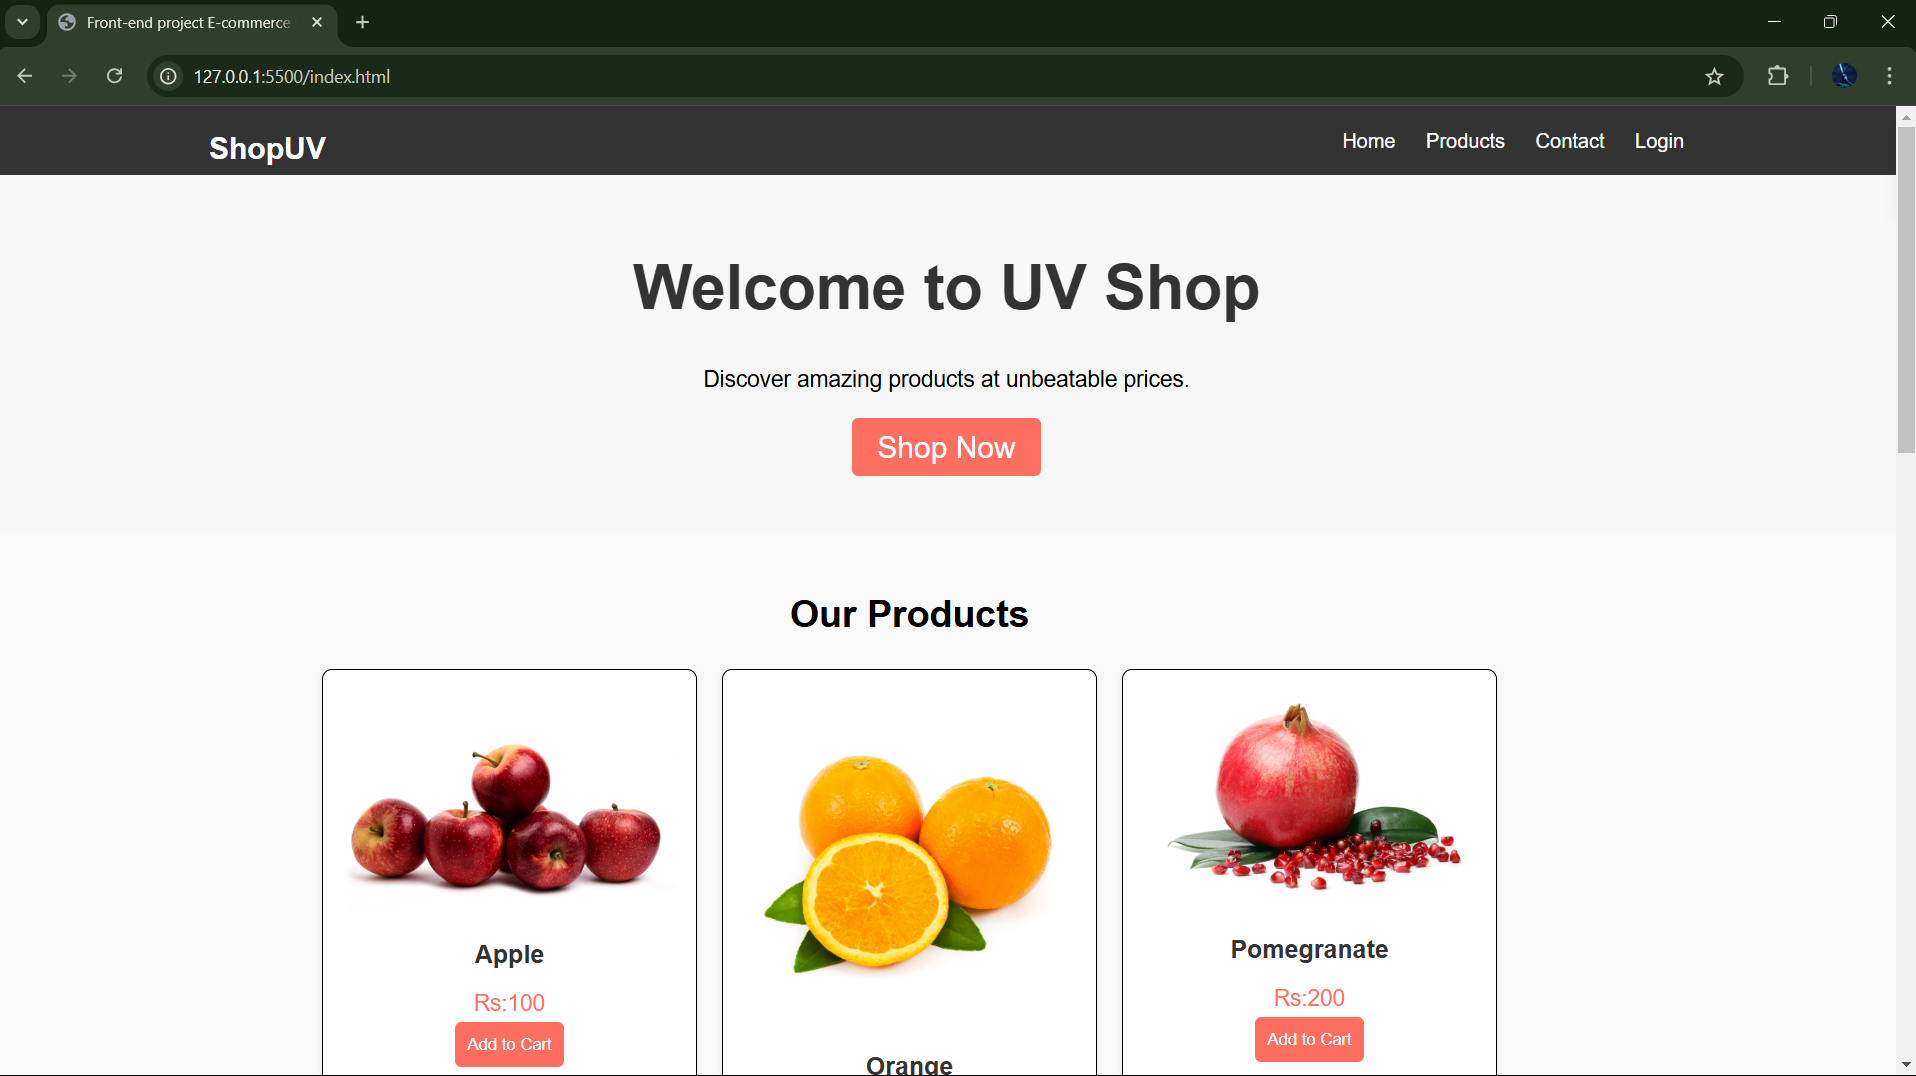 Front-end project E-commerce
127.0.0.1:5500/index.html
ShopUV
Home Products Contact Login
Welcome to UV Shop
Discover amazing products at unbeatable prices.
Shop Now
Our Products
Apple
Rs:100
Add to Cart
Orange
Pomegranate
Rs:200
Add to Cart